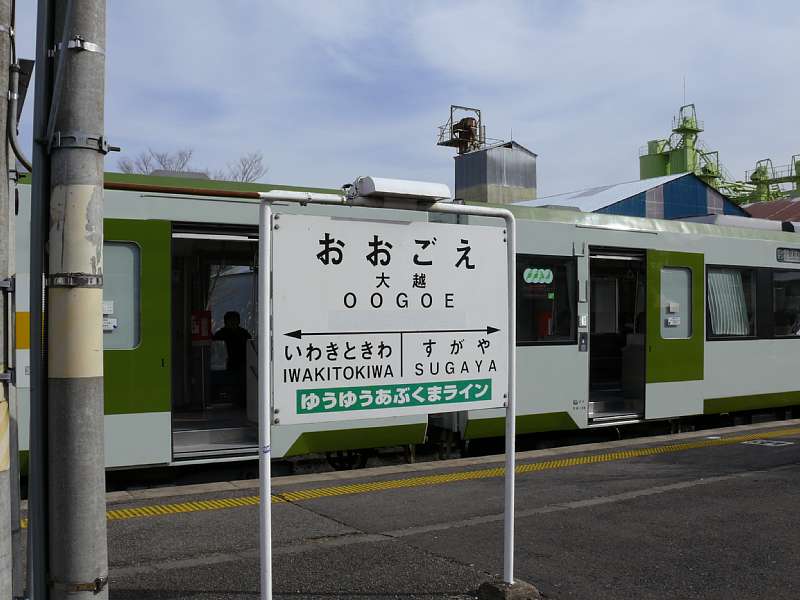 おおごえ
大越
OOGOE
いわきときわ すがや
IWAKITOKIWA SUGAYA
ゆうゆうあぶくまライン